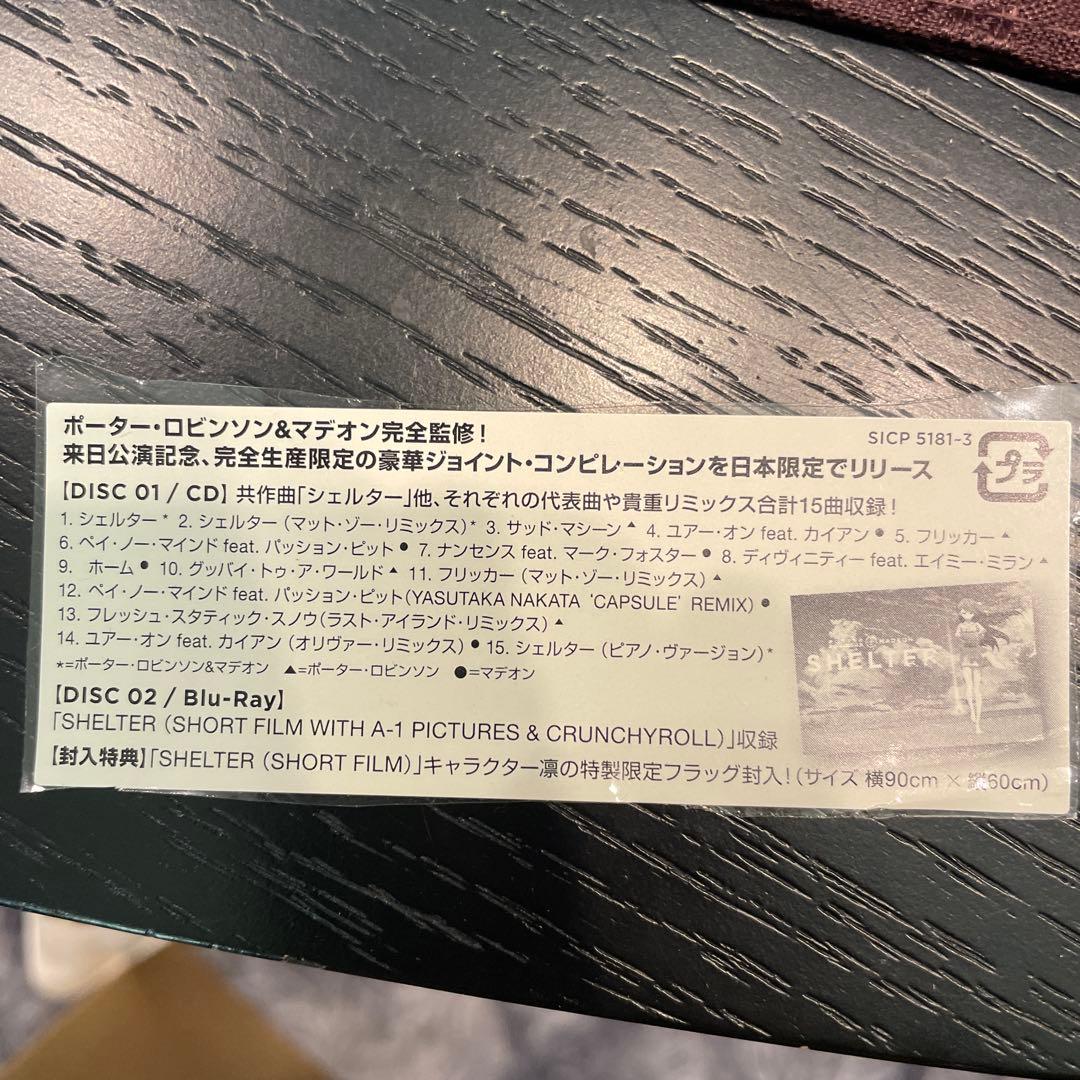 ポーター・ロビンソン&マデオン完全監修!
SICP 5181-3
プラ
来日公演記念、完全生産限定の豪華ジョイント・コンピレーションを日本限定でリリース
【DISC 01 / CD】共作曲「シェルター」他、それぞれの代表曲や貴重リミックス合計15曲収録!
1. シェルター* 2. シェルター (マット・ゾー・リミックス)* 3. サッド・マシーン▲ 4. ユアー・オン feat. カイアン● 5. フリッカー▲
6. ペイ・ノー・マインド feat. パッション・ピット● 7. ナンセンス feat. マーク・フォスター● 8. ディヴィニティー feat. エイミー・ミラン▲
9. ホーム● 10. グッバイ・トゥ・ア・ワールド▲ 11. フリッカー (マット・ゾー・リミックス)▲
12. ペイ・ノー・マインド feat. パッション・ピット(YASUTAKA NAKATA ‘CAPSULE’ REMIX)●
13. フレッシュ・スタティック・スノウ(ラスト・アイランド・リミックス)▲
14. ユアー・オン feat. カイアン (オリヴァー・リミックス)● 15. シェルター (ピアノ・ヴァージョン)*
*=ポーター・ロビンソン&マデオン ▲=ポーター・ロビンソン ●=マデオン
SHELTER
【DISC 02 / Blu-Ray】
「SHELTER (SHORT FILM WITH A-1 PICTURES & CRUNCHYROLL)」収録
【封入特典】「SHELTER (SHORT FILM)」キャラクター凛の特製限定フラッグ封入!(サイズ 横90cm × 縦60cm)